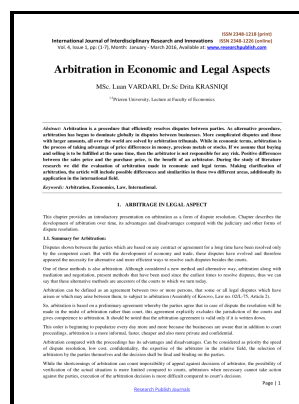 ISSN 2348-1218 (print)
International Journal of Interdisciplinary Research and Innovations ISSN 2348-1226 (online)
Vol. 4, Issue 1, pp: (1-7), Month: January - March 2016, Available at: www.researchpublish.com
Arbitration in Economic and Legal Aspects
MSc. Luan VARDARI, Dr.Sc Drita KRASNIQI
Prizren University, Lecture at Faculty of Economics
Abstract: Arbitration is a procedure that efficiently resolves disputes between parties. As alternative procedure,
arbitration has begun to dominate globally in disputes between businesses. More complicated disputes and those
with larger amounts, all over the world are solved by arbitration tribunals. While in economic terms, arbitration is
the process of taking advantage of price differences in money, precious metals or stocks. If we assume that buying
and selling is to be fulfilled at the same time, then the arbitrator is not responsible for any risk. Positive difference
between the sales price and the purchase price, is the benefit of an arbitrator. During the study of literature
research we did the evaluation of arbitration made in economic and legal terms. Making clarification of
arbitration, the article will include possible differences and similarities in these two different areas, additionally its
application in the international field.
Keywords: Arbitration, Economics, Law, International.
1. ARBITRAGE IN LEGAL ASPECT
This chapter provides an introductory presentation on arbitration as a form of dispute resolution. Chapter describes the
development of arbitration over time, its advantages and disadvantages compared with the judiciary and other forms of
dispute resolution.
1.1. Summary for Arbitration:
Disputes shown between the parties which are based on any contract or agreement for a long time have been resolved only
by the competent court. But with the development of economy and trade, these disputes have evolved and therefore
appeared the necessity for alternative and more efficient ways to resolve such disputes besides the courts.
One of these methods is also arbitration. Although considered a new method and alternative way, arbitration along with
mediation and negotiation, present methods that have been used since the earliest times to resolve disputes, thus we can
say that these alternative methods are ancestors of the courts to which we turn today.
Arbitration can be defined as an agreement between two or more persons, that some or all legal disputes which have
arisen or which may arise between them, is subject to arbitration (Assembly of Kosovo, Law no. 02/L-75, Article 2).
So, arbitration is based on a preliminary agreement whereby the parties agree that in case of dispute the resolution will be
made in the midst of arbitration rather than court, this agreement explicitly excludes the jurisdiction of the courts and gives
competence to arbitration. It should be noted that the arbitration agreement is valid only if it is written down.
This order is beginning to popularize every day more and more because the businesses are aware that in addition to court
proceedings, arbitration is a more informal, faster, cheaper and also more private and confidential.
Arbitration compared with the proceedings has its advantages and disadvantages. Can be considered as priority the speed
of dispute resolution, low cost, confidentiality, the expertise of the arbitrator in the relative field, the selection of
arbitration by the parties themselves and the decision shall be final and binding on the parties.
While the shortcomings of arbitration can count impossibility of appeal against decisions of arbitrator, the possibility of
verification of the actual situation is more limited compared to courts, arbitrators when necessary cannot take action
against the parties, execution of arbitration decision is more difficult compared to court's decision.
Page | 1
Research Publish Journals